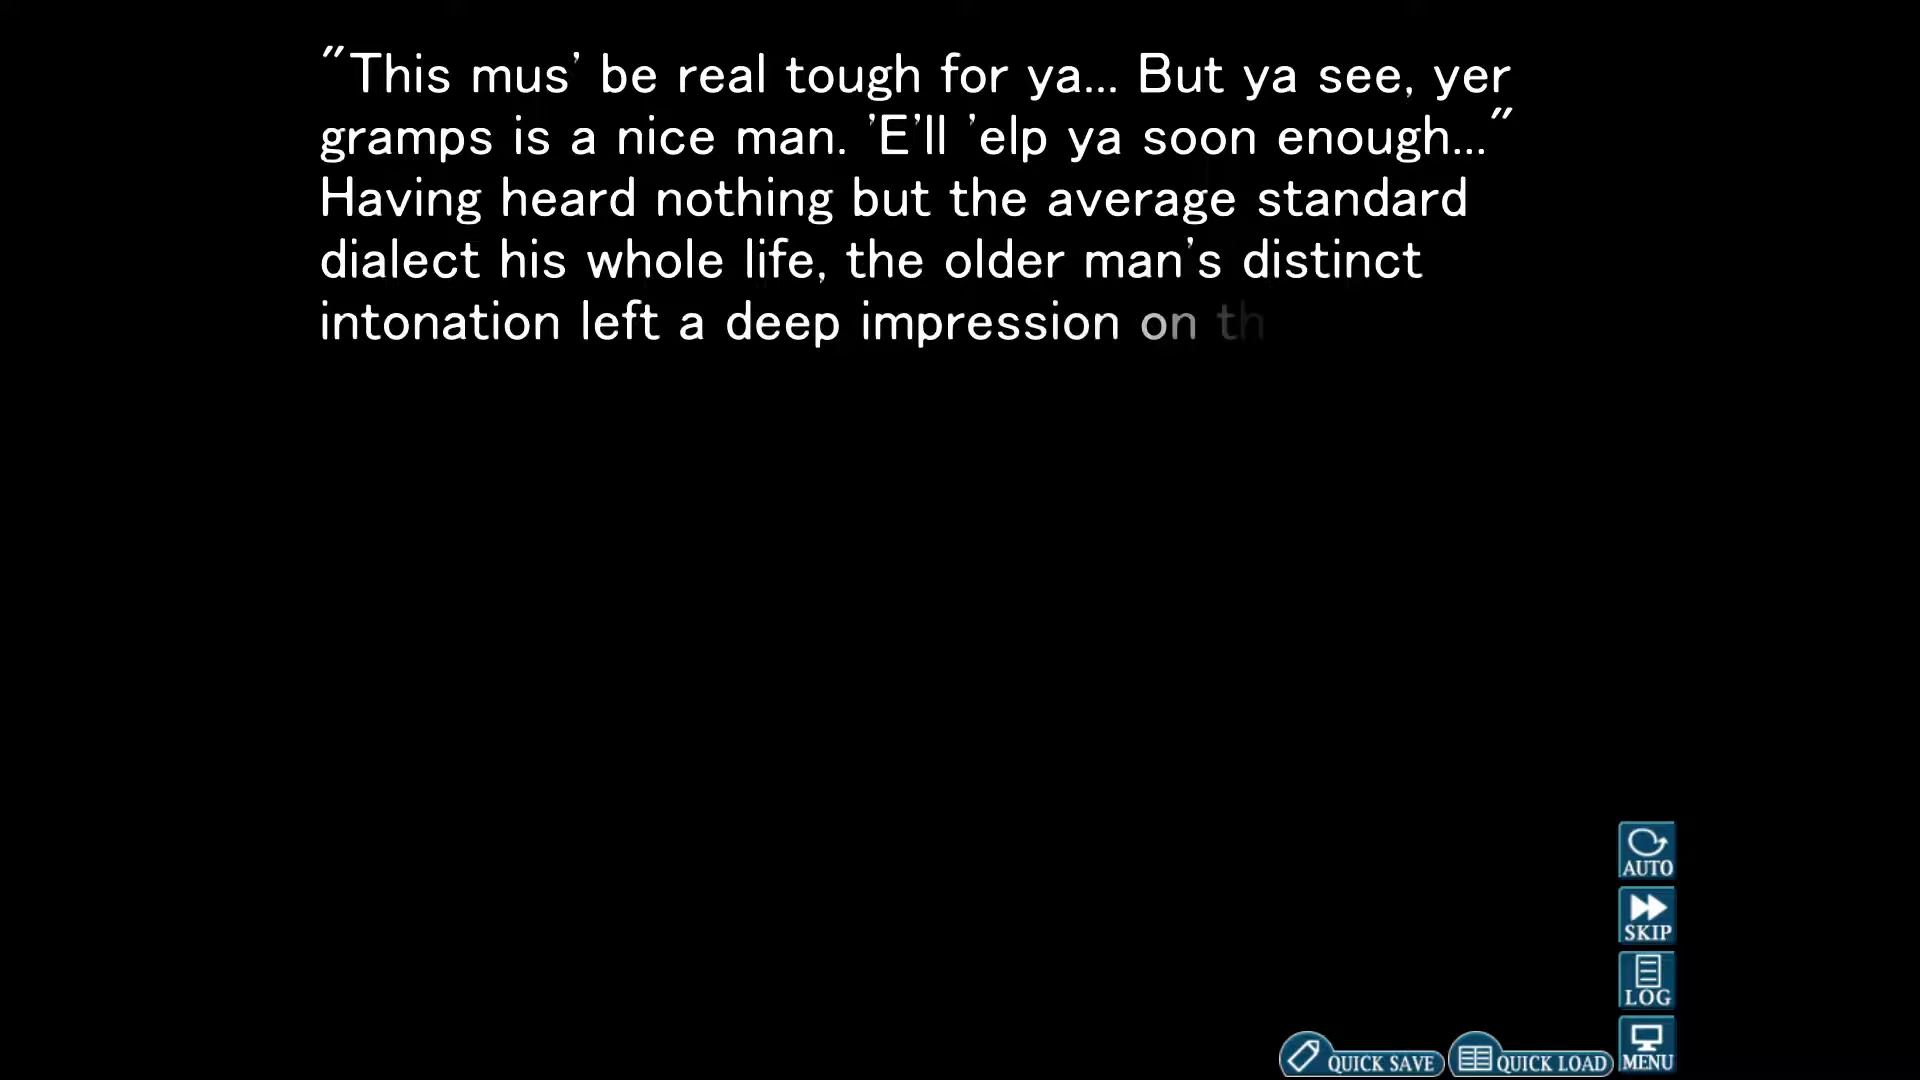 "This mus' be real tough for ya... But ya see, yer
gramps is a nice man. 'E'll 'elp ya soon enough..."
Having heard nothing but the average standard
dialect his whole life, the older man's distinct
intonation left a deep impression on th
AUTO
SKIP
LOG
MENU
QUICK SAVE
QUICK LOAD